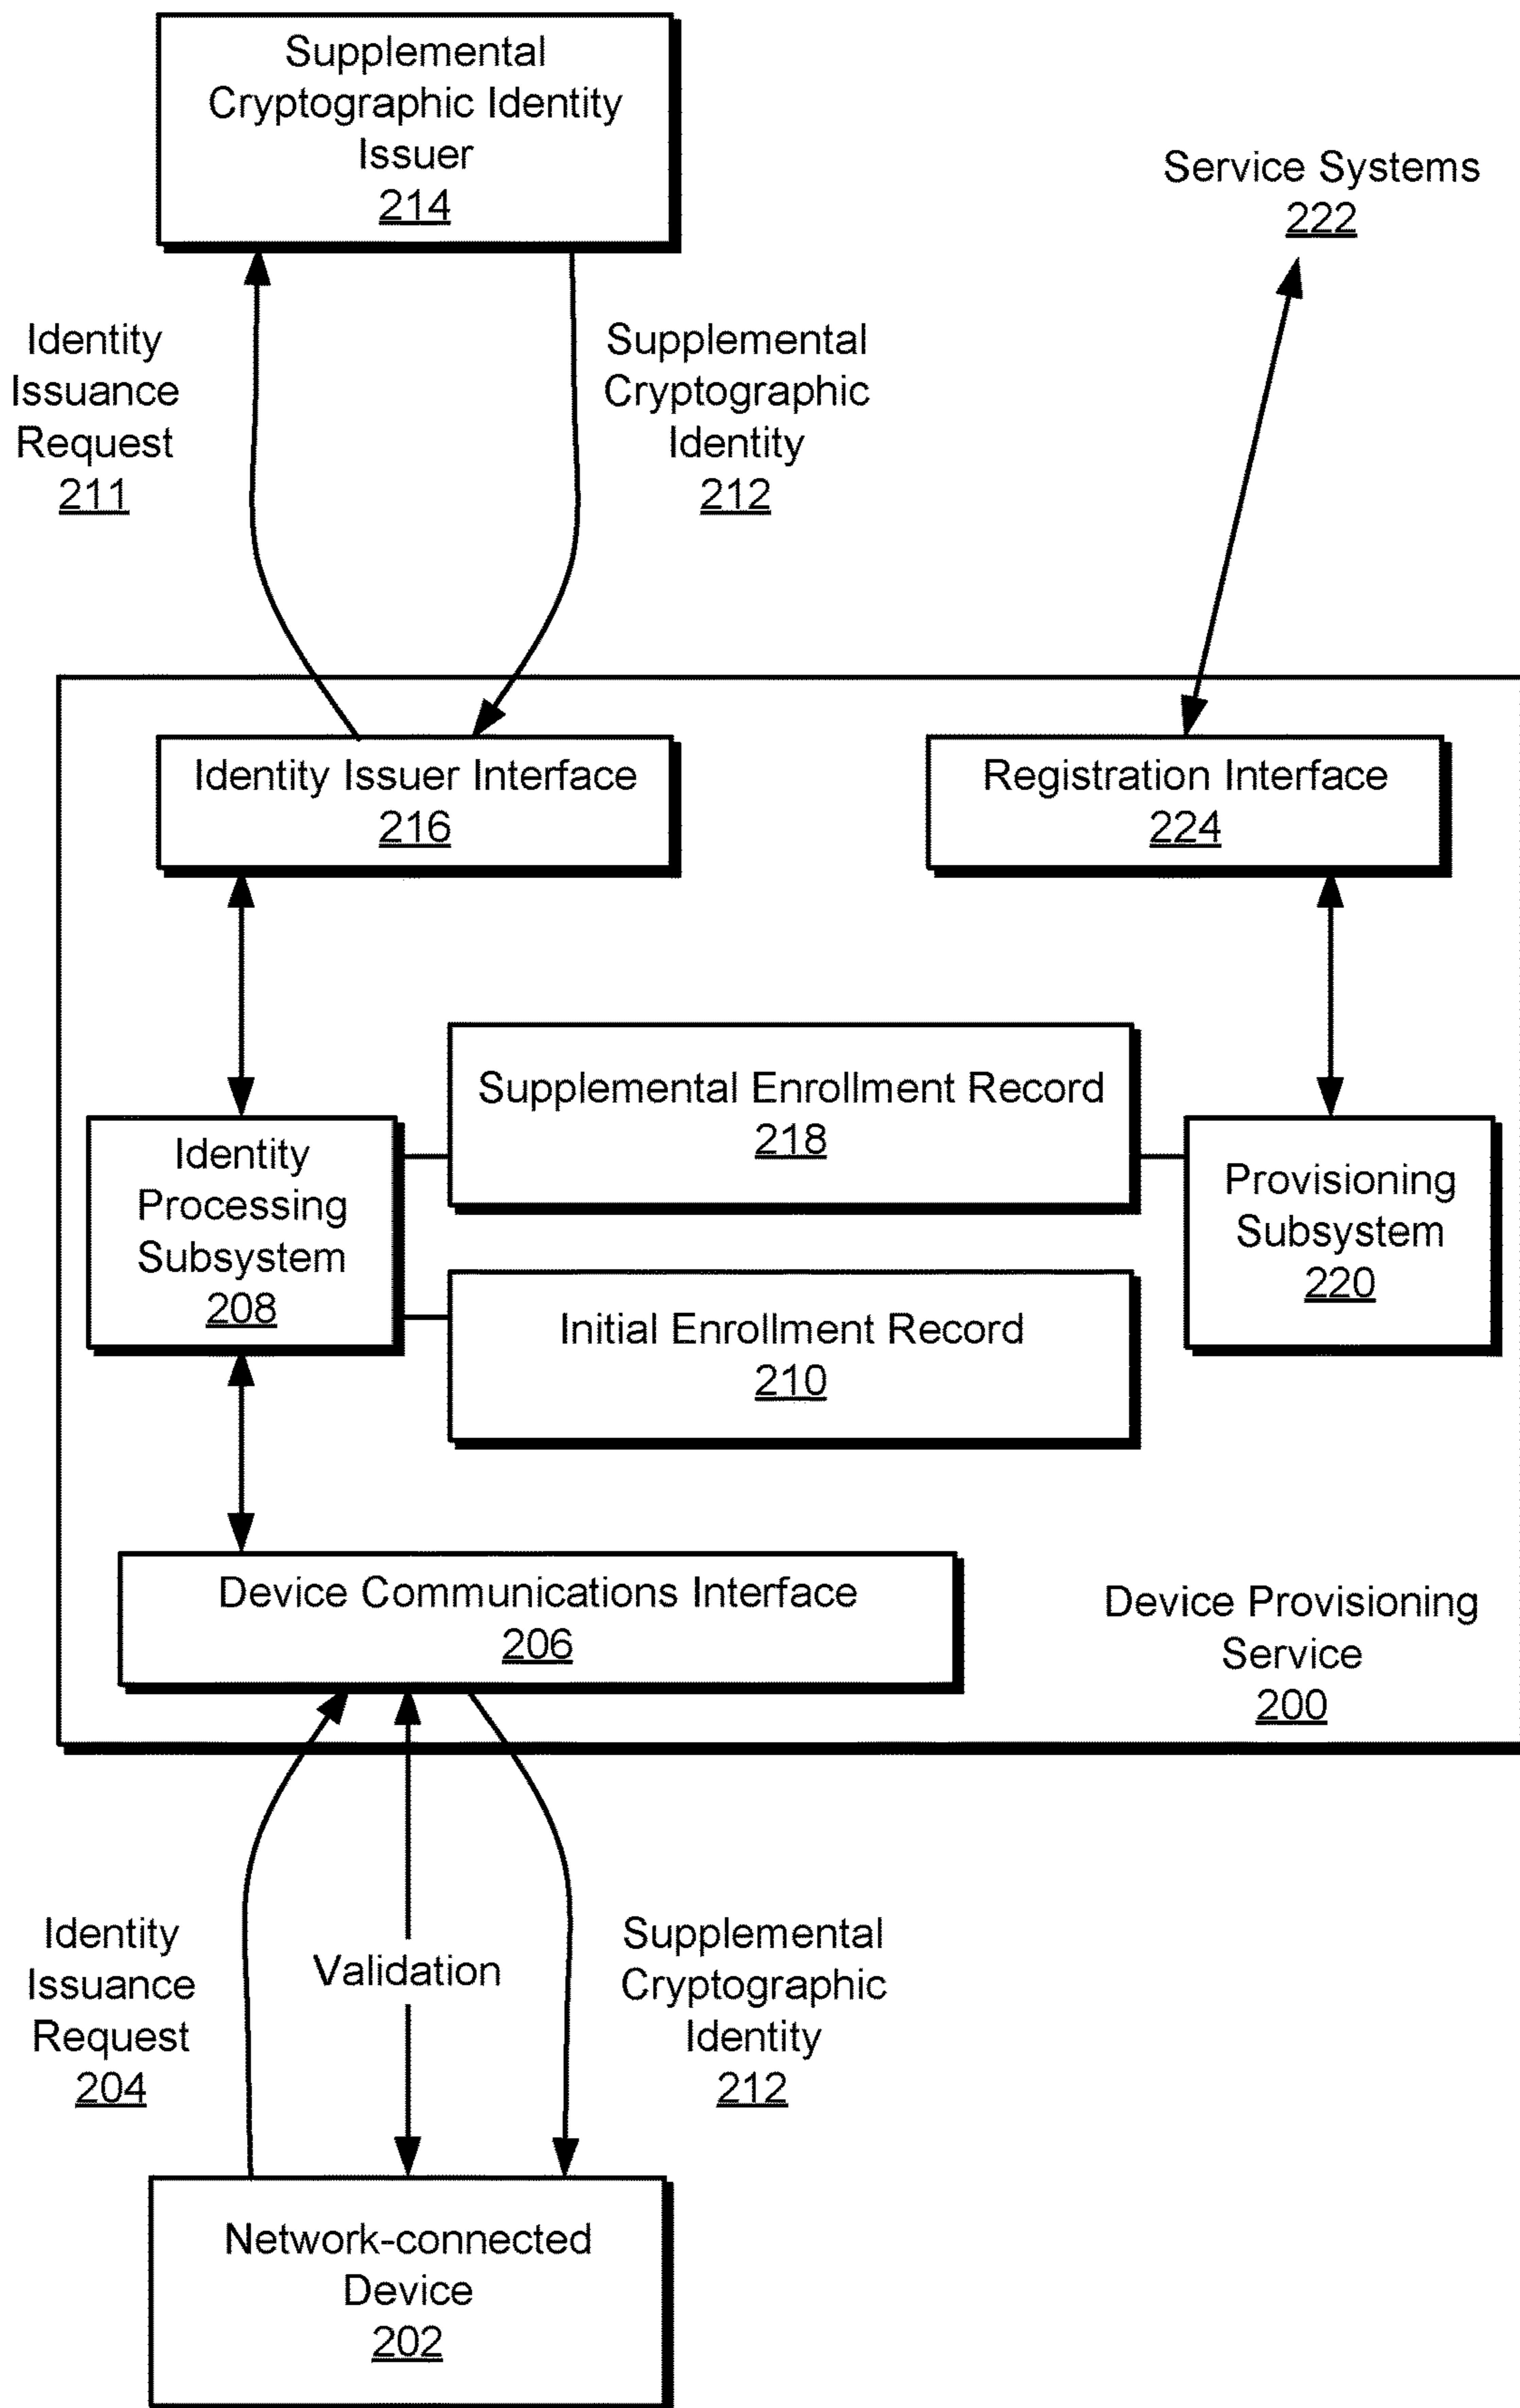 Supplemental
Cryptographic Identity
Issuer
214
Service Systems
222
Identity
Issuance
Request
211
Supplemental
Cryptographic
Identity
212
Identity Issuer Interface
216
Registration Interface
224
Supplemental Enrollment Record
218
Identity
Processing
Subsystem
208
Provisioning
Subsystem
220
Initial Enrollment Record
210
Device Communications Interface
206
Device Provisioning
Service
200
Identity
Issuance
Request
204
Validation
Supplemental
Cryptographic
Identity
212
Network-connected
Device
202